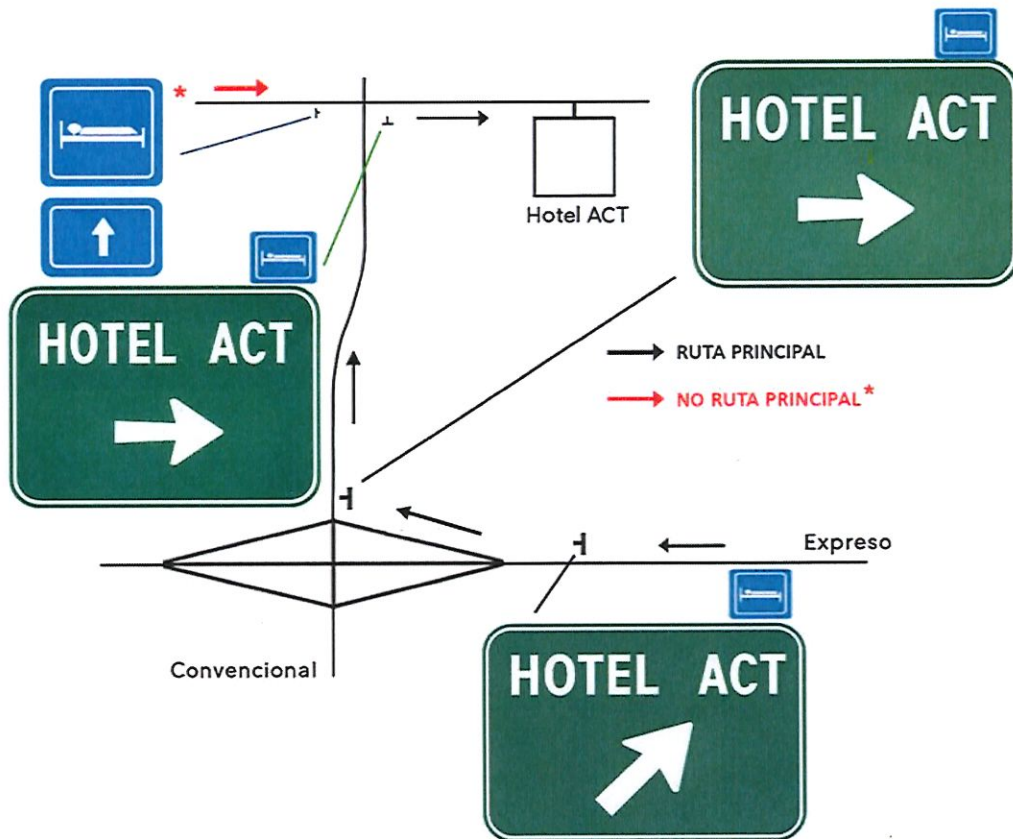 *
HOTEL ACT
Hotel ACT
HOTEL ACT
RUTA PRINCIPAL
NO RUTA PRINCIPAL*
Expreso
Convencional
HOTEL ACT